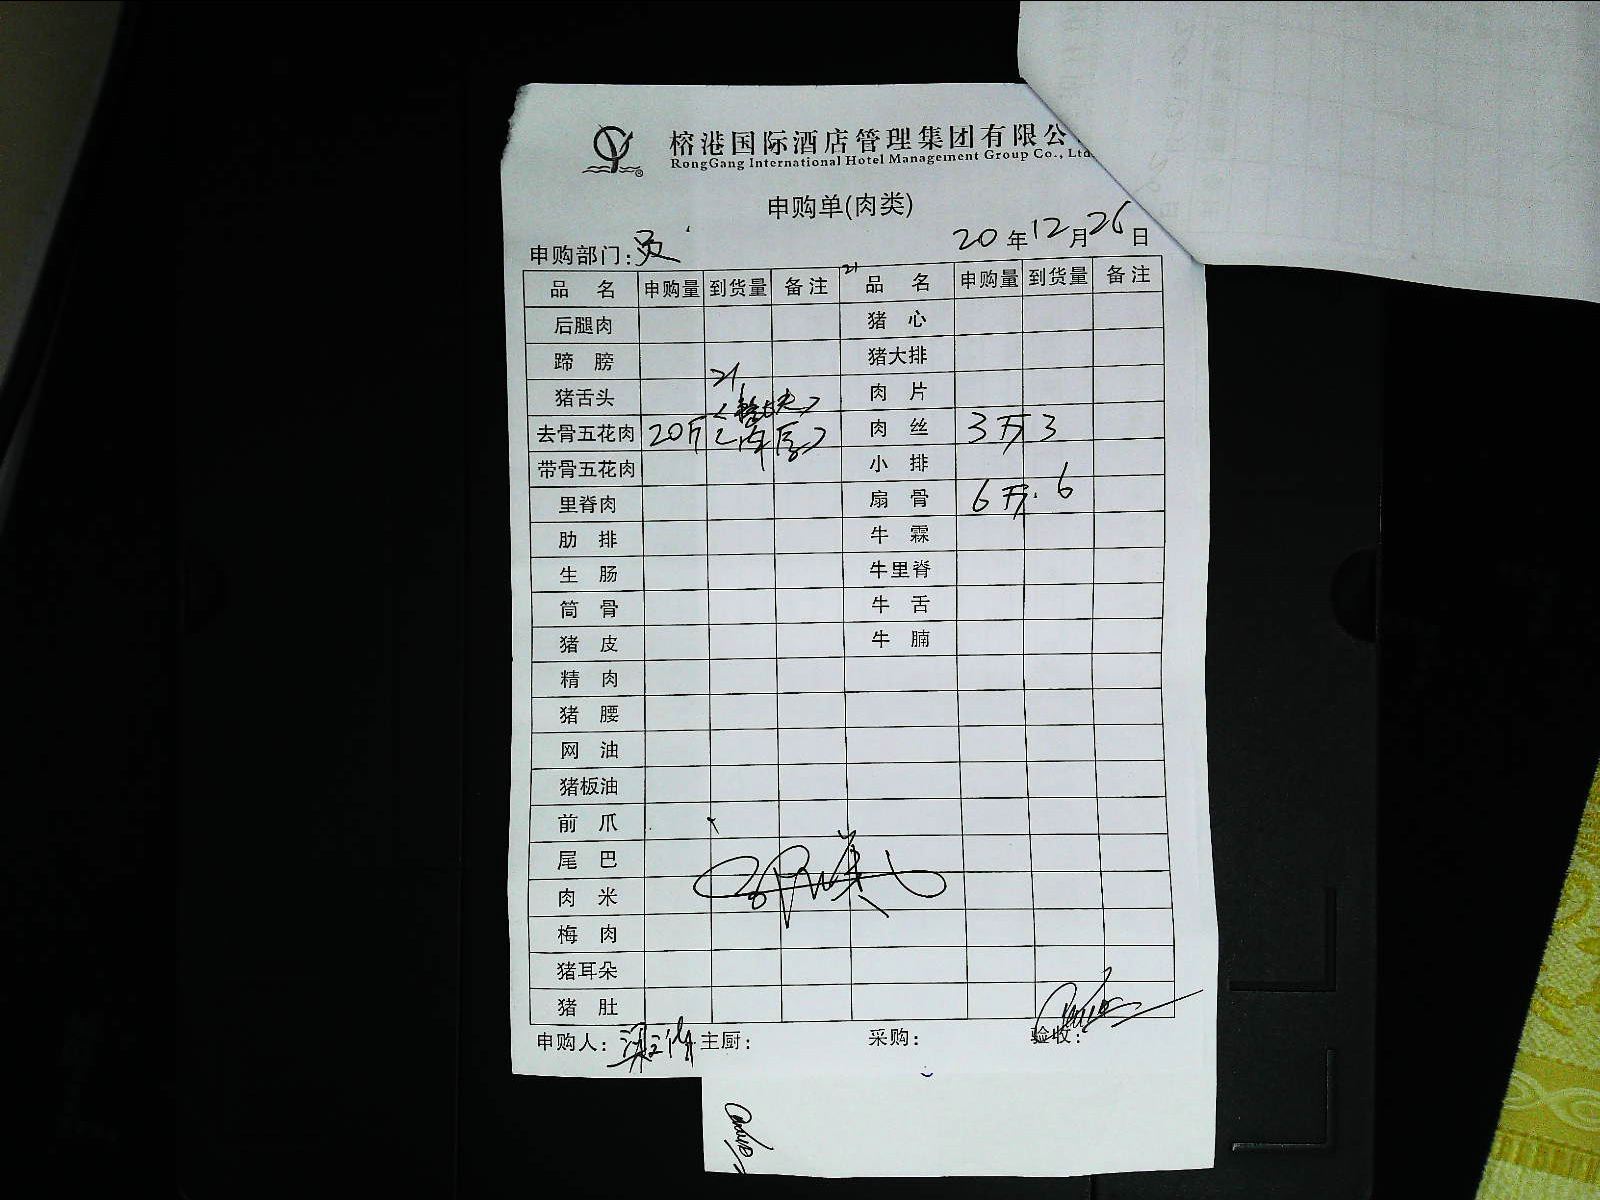 榕港国际酒店管理集团有限公
RongGang International Hotel Management Group Co., Ltd.
申购单(肉类)
申购部门: 20年12月26日
品名 申购量 到货量 备注 品名 申购量 到货量 备注
后腿肉 猪心
蹄膀 猪大排
21
猪舌头 肉片
去骨五花肉 20斤 肉丝 3斤 3
带骨五花肉 小排
里脊肉 扇骨 6斤 6
肋排 牛霖
生肠 牛里脊
筒骨 牛舌
猪皮 牛腩
精肉
猪腰
网油
猪板油
前爪
尾巴
肉米
梅肉
猪耳朵
猪肚
申购人: 主厨: 采购: 验收: